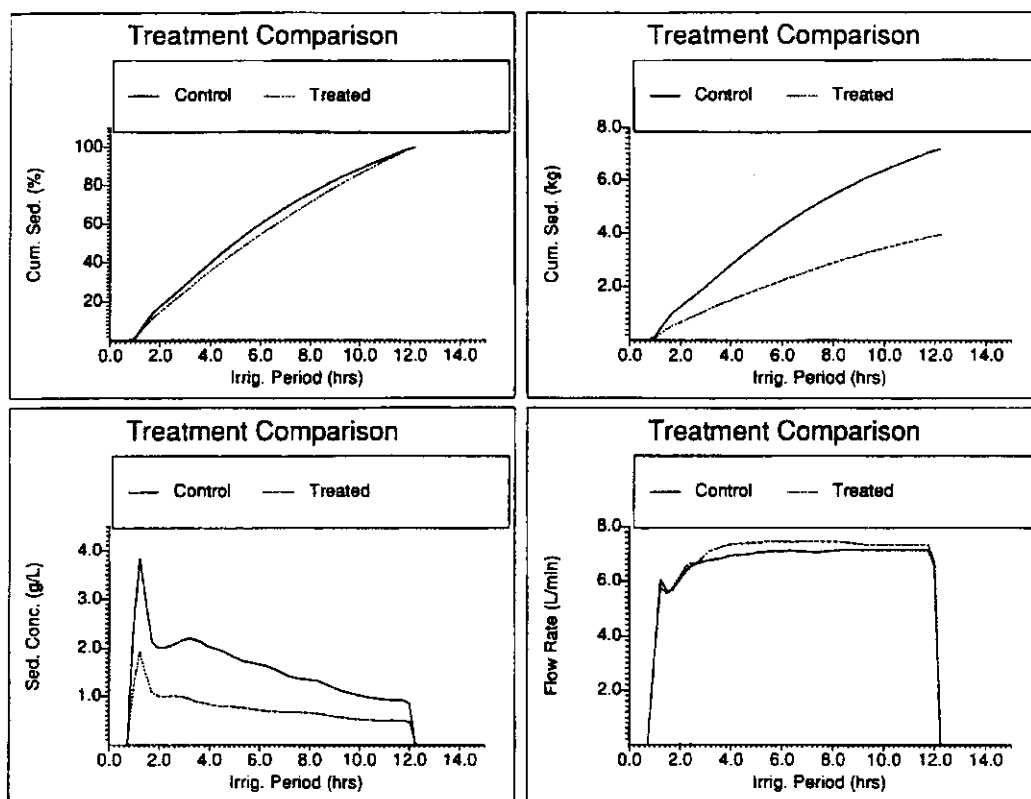 Treatment Comparison
Control Treated
Cum. Sed. (%)
100
80
60
40
20
0.0 2.0 4.0 6.0 8.0 10.0 12.0 14.0
Irrig. Period (hrs)
Treatment Comparison
Control Treated
Cum. Sed. (kg)
8.0
6.0
4.0
2.0
0.0 2.0 4.0 6.0 8.0 10.0 12.0 14.0
Irrig. Period (hrs)
Treatment Comparison
Control Treated
Sed. Conc. (g/L)
4.0
3.0
2.0
1.0
0.0 2.0 4.0 6.0 8.0 10.0 12.0 14.0
Irrig. Period (hrs)
Treatment Comparison
Control Treated
Flow Rate (L/min)
8.0
6.0
4.0
2.0
0.0 2.0 4.0 6.0 8.0 10.0 12.0 14.0
Irrig. Period (hrs)